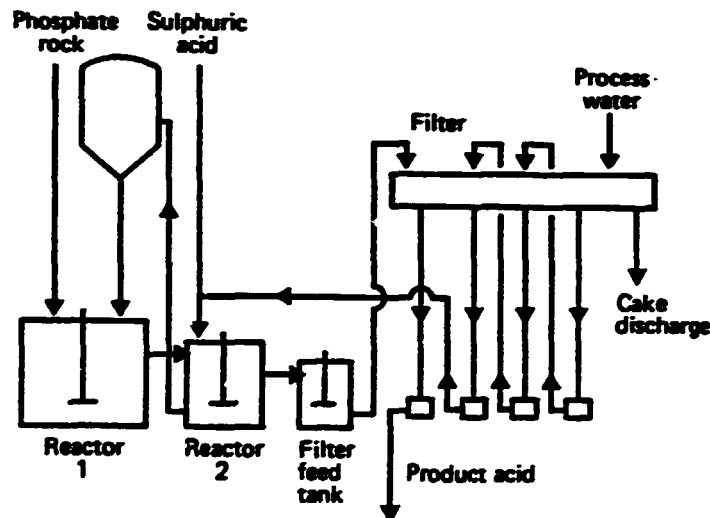 Phosphate
rock
Sulphuric
acid
Process
water
Filter
Cake
discharge
Reactor
1
Reactor
2
Filter
feed
tank
Product acid